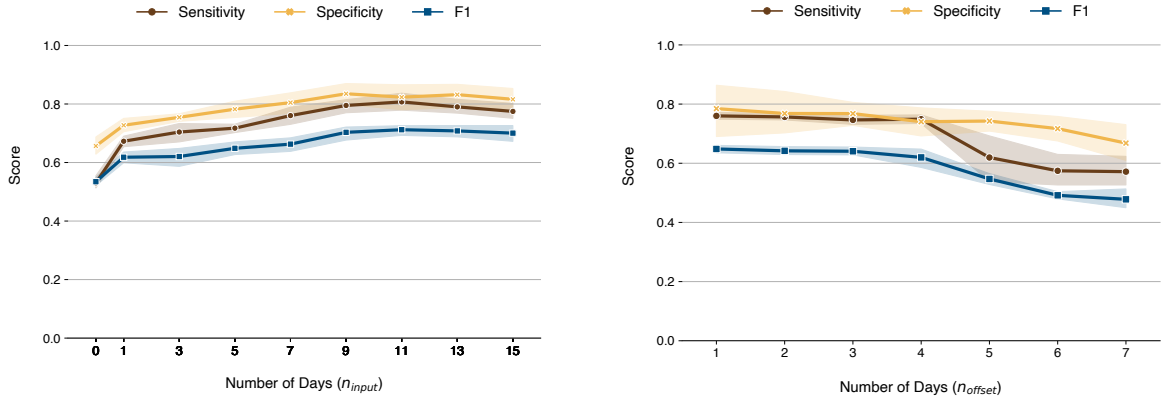 Sensitivity Specificity F1
1.0
0.8
0.6
0.4
0.2
0.0
Score
0 1 3 5 7 9 11 13 15
Number of Days (n_input)
Sensitivity Specificity F1
1.0
0.8
0.6
0.4
0.2
0.0
Score
1 2 3 4 5 6 7
Number of Days (n_offset)